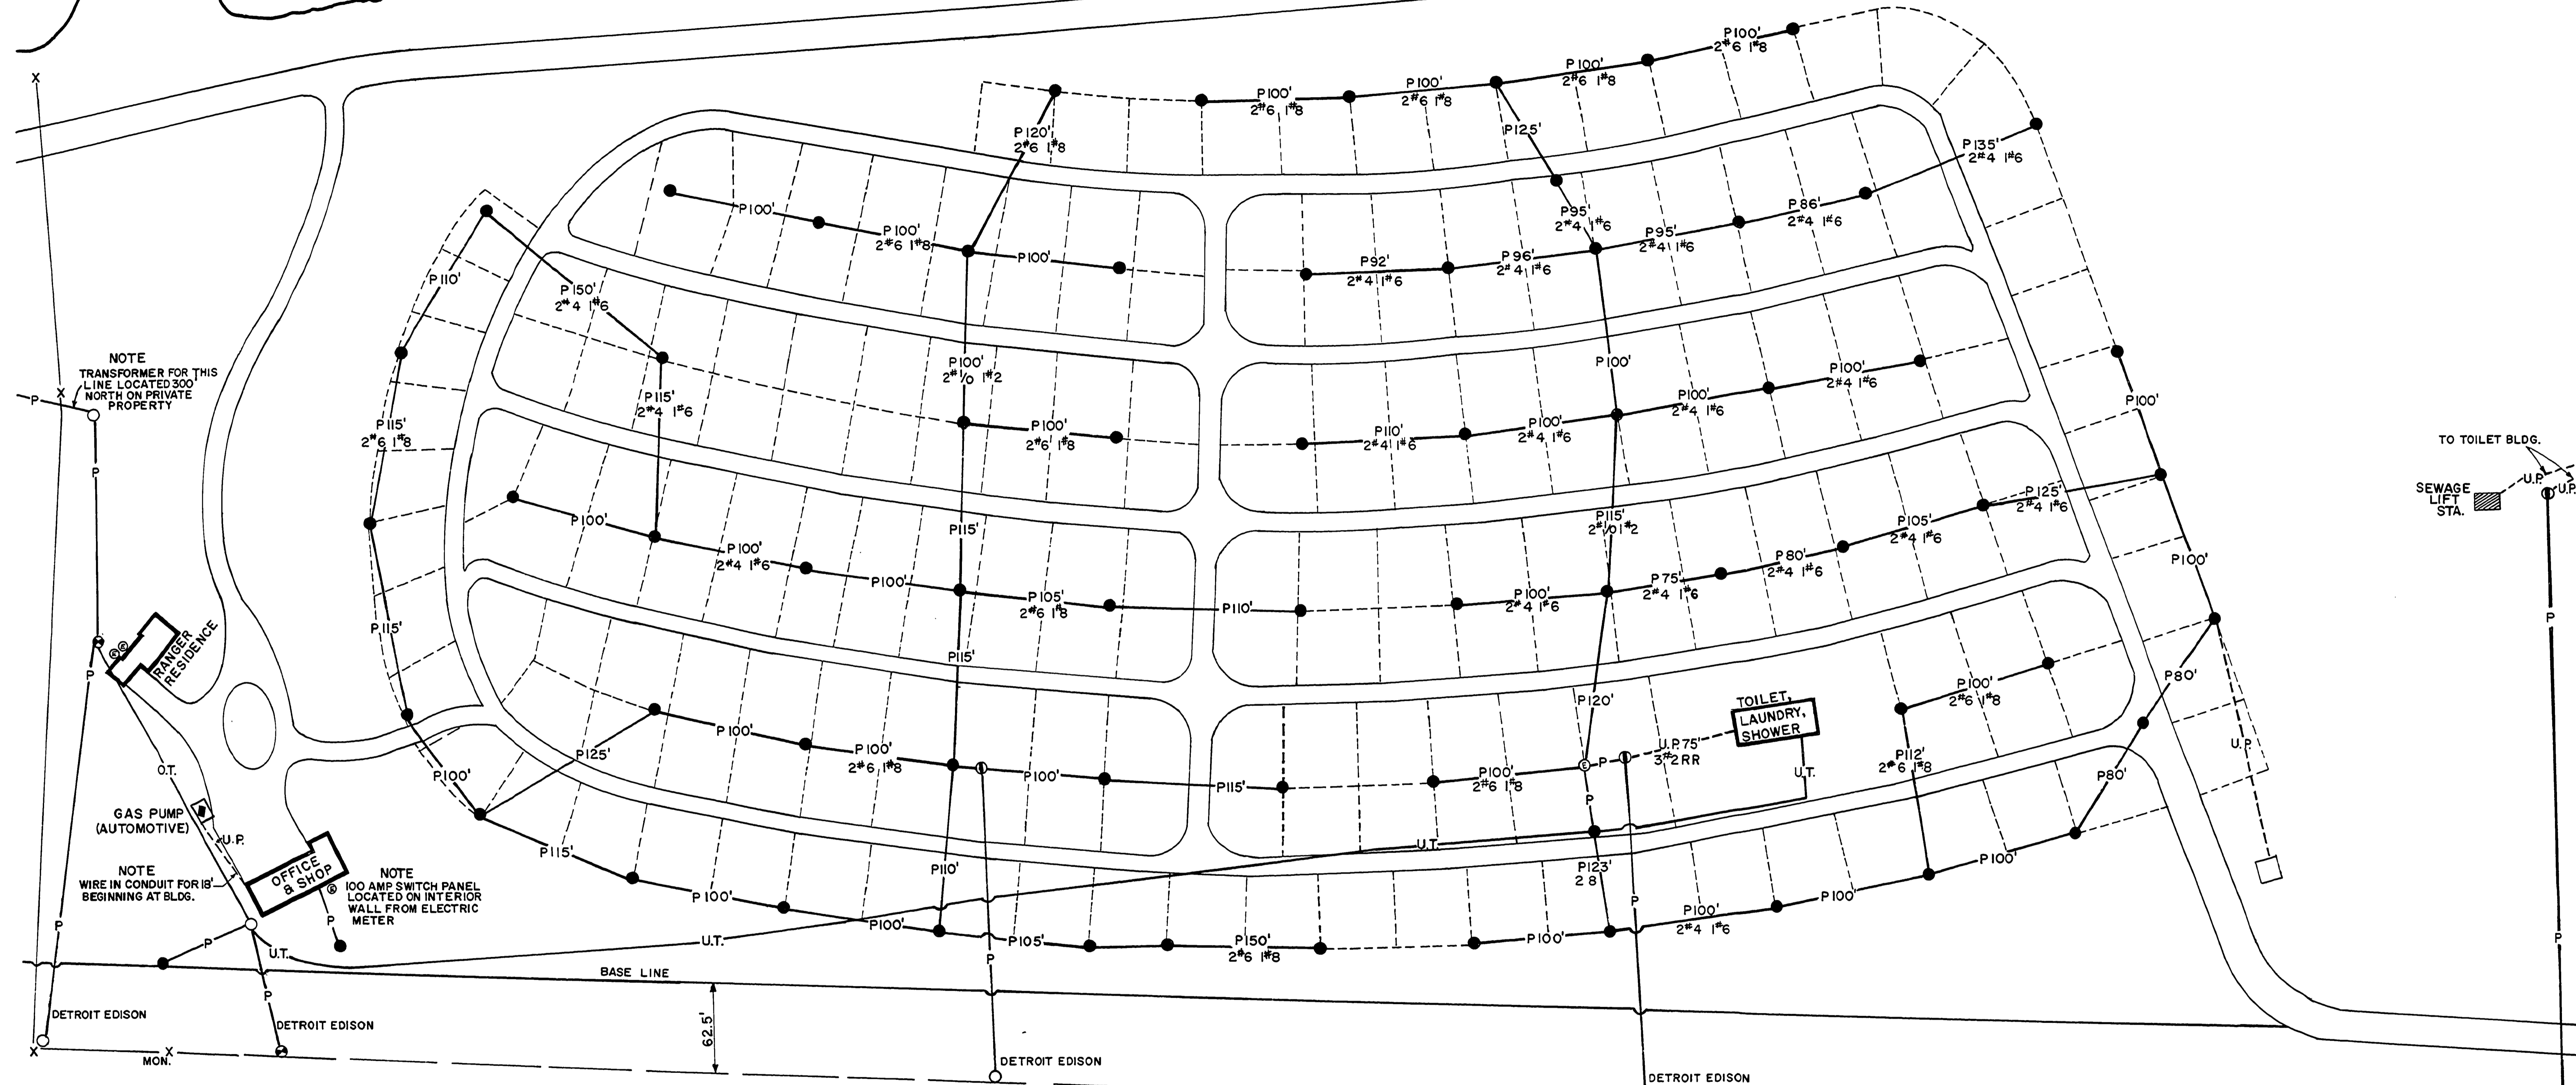 P100'
2#6 1#8
P100'
2#6 1#8
P100'
2#6 1#8
P100'
2#6 1#8
P120'
2#6 1#8
P125'
P135'
2#4 1#6
P100'
P100'
2#6 1#8
P100'
P95'
2#4 1#6
P95'
2#4 1#6
P86'
2#4 1#6
P92'
2#4 1#6
P96'
2#4 1#6
P110'
P150'
2#4 1#6
NOTE
TRANSFORMER FOR THIS
LINE LOCATED 300'
NORTH ON PRIVATE
PROPERTY
P
P
P100'
2#1/0 1#2
P100'
P100'
2#4 1#6
P100'
2#4 1#6
P115'
2#4 1#6
P100'
P115'
2#6 1#8
P100'
2#6 1#8
P110'
2#4 1#6
P100'
2#4 1#6
TO TOILET BLDG.
U.P.
U.P.
SEWAGE
LIFT
STA.
P100'
P100'
2#4 1#6
P115'
P115'
2#1/0 1#2
P125'
2#4 1#6
P105'
2#4 1#6
P100'
P80'
2#4 1#6
P75'
2#4 1#6
P100'
2#4 1#6
P100'
P105'
2#6 1#8
P110'
P
P115'
P115'
RANGER
RESIDENCE
P
P80'
P120'
P100'
2#6 1#8
TOILET,
LAUNDRY,
SHOWER
P125'
P100'
P100'
2#6 1#8
P100'
P115'
P100'
2#6 1#8
P
U.P. 75'
3#2RR
P112'
2#6 1#8
U.T.
U.P.
P80'
P100'
O.T.
P
GAS PUMP
(AUTOMOTIVE)
U.P.
P115'
U.T.
P110'
P123'
2 8
P100'
NOTE
WIRE IN CONDUIT FOR 18'
BEGINNING AT BLDG.
OFFICE
& SHOP
E
NOTE
100 AMP SWITCH PANEL
LOCATED ON INTERIOR
WALL FROM ELECTRIC
METER
P100'
P100'
P
P
P
P
P100'
P105'
P150'
2#6 1#8
P100'
P100'
2#4 1#6
U.T.
U.T.
P
P
BASE LINE
P
62.5'
DETROIT EDISON
DETROIT EDISON
DETROIT EDISON
DETROIT EDISON
MON.
X
X
X
X